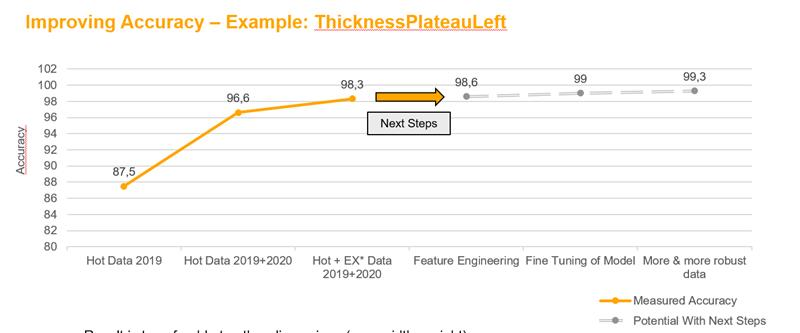 Improving Accuracy – Example: ThicknessPlateauLeft
102
100
98
96
94
92
90
88
86
84
82
80
Accuracy
87,5
96,6
98,3
98,6
99
99,3
Next Steps
Hot Data 2019
Hot Data 2019+2020
Hot + EX* Data
2019+2020
Feature Engineering
Fine Tuning of Model
More & more robust
data
Measured Accuracy
Potential With Next Steps